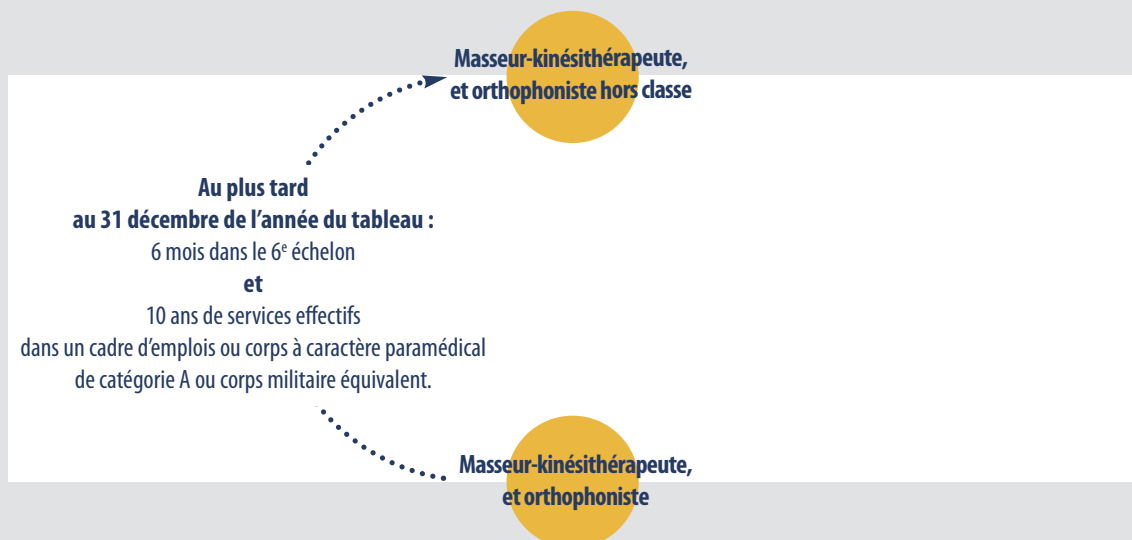 Masseur-kinésithérapeute,
et orthophoniste hors classe
Au plus tard
au 31 décembre de l’année du tableau :
6 mois dans le 6e échelon
et
10 ans de services effectifs
dans un cadre d’emplois ou corps à caractère paramédical
de catégorie A ou corps militaire équivalent.
Masseur-kinésithérapeute,
et orthophoniste